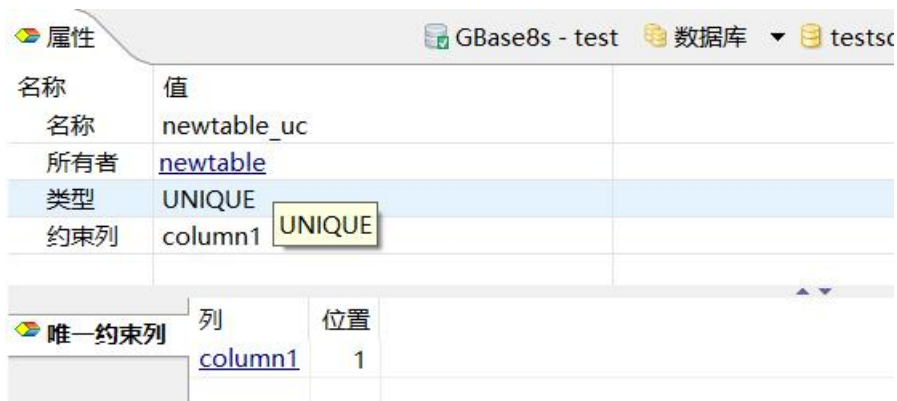 属性 GBase8s - test 数据库 testsc
名称 值
名称 newtable_uc
所有者 newtable
类型 UNIQUE
约束列 column1 UNIQUE
唯一约束列 列 位置
column1 1